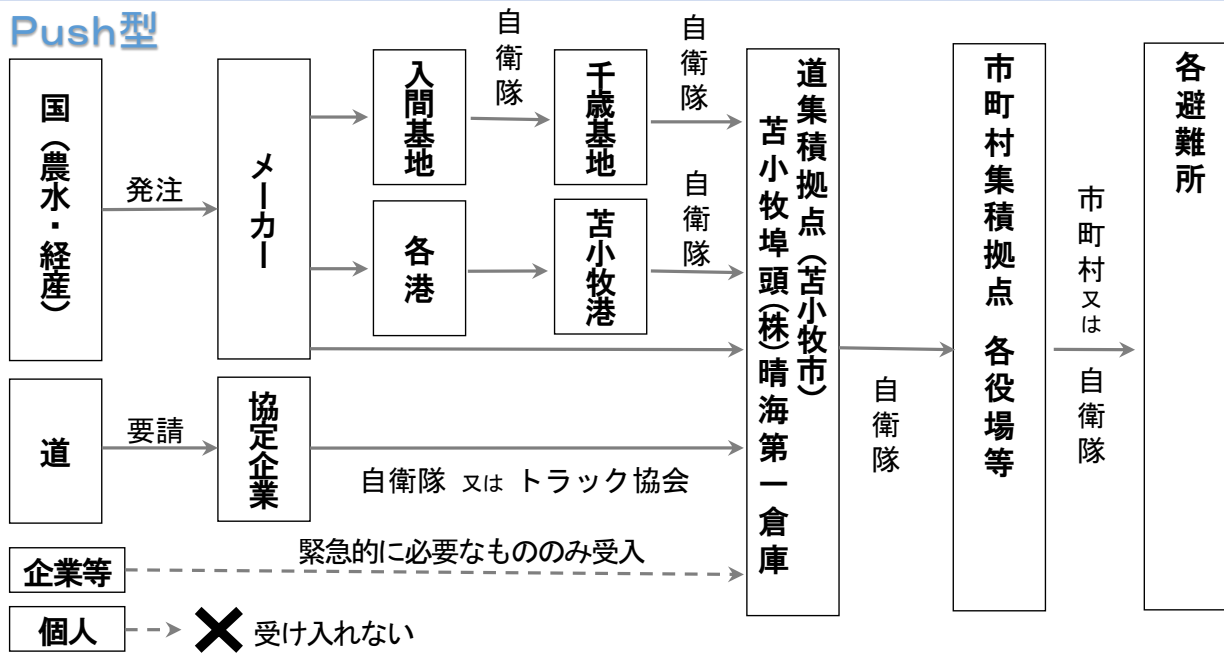 Push型
国（農水・経産）
発注
メーカー
入間基地
自衛隊
千歳基地
自衛隊
各港
苫小牧港
自衛隊
道集積拠点（苫小牧市）
苫小牧埠頭(株)晴海第一倉庫
自衛隊
市町村集積拠点 各役場等
市町村又は
自衛隊
各避難所
道
要請
協定企業
自衛隊 又は トラック協会
企業等
緊急的に必要なもののみ受入
個人
受け入れない